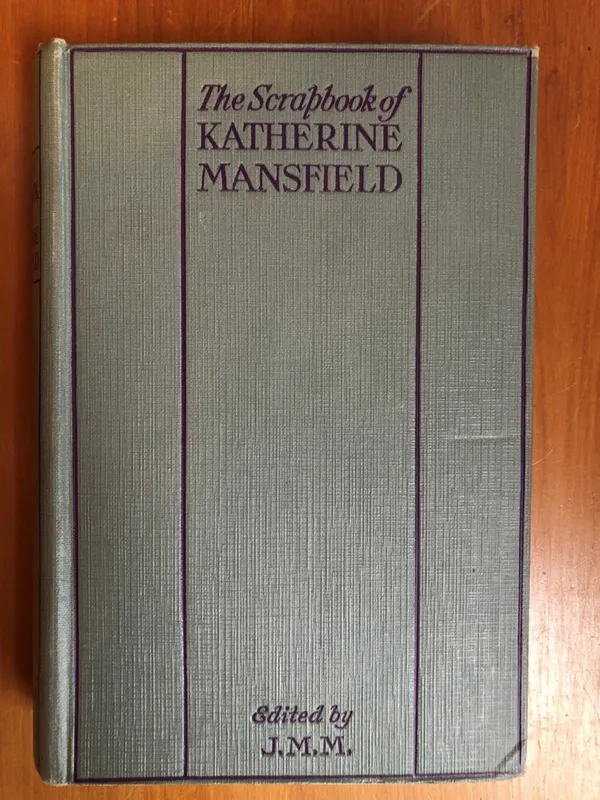 The Scrapbook of
KATHERINE
MANSFIELD
Edited by
J.M.M.